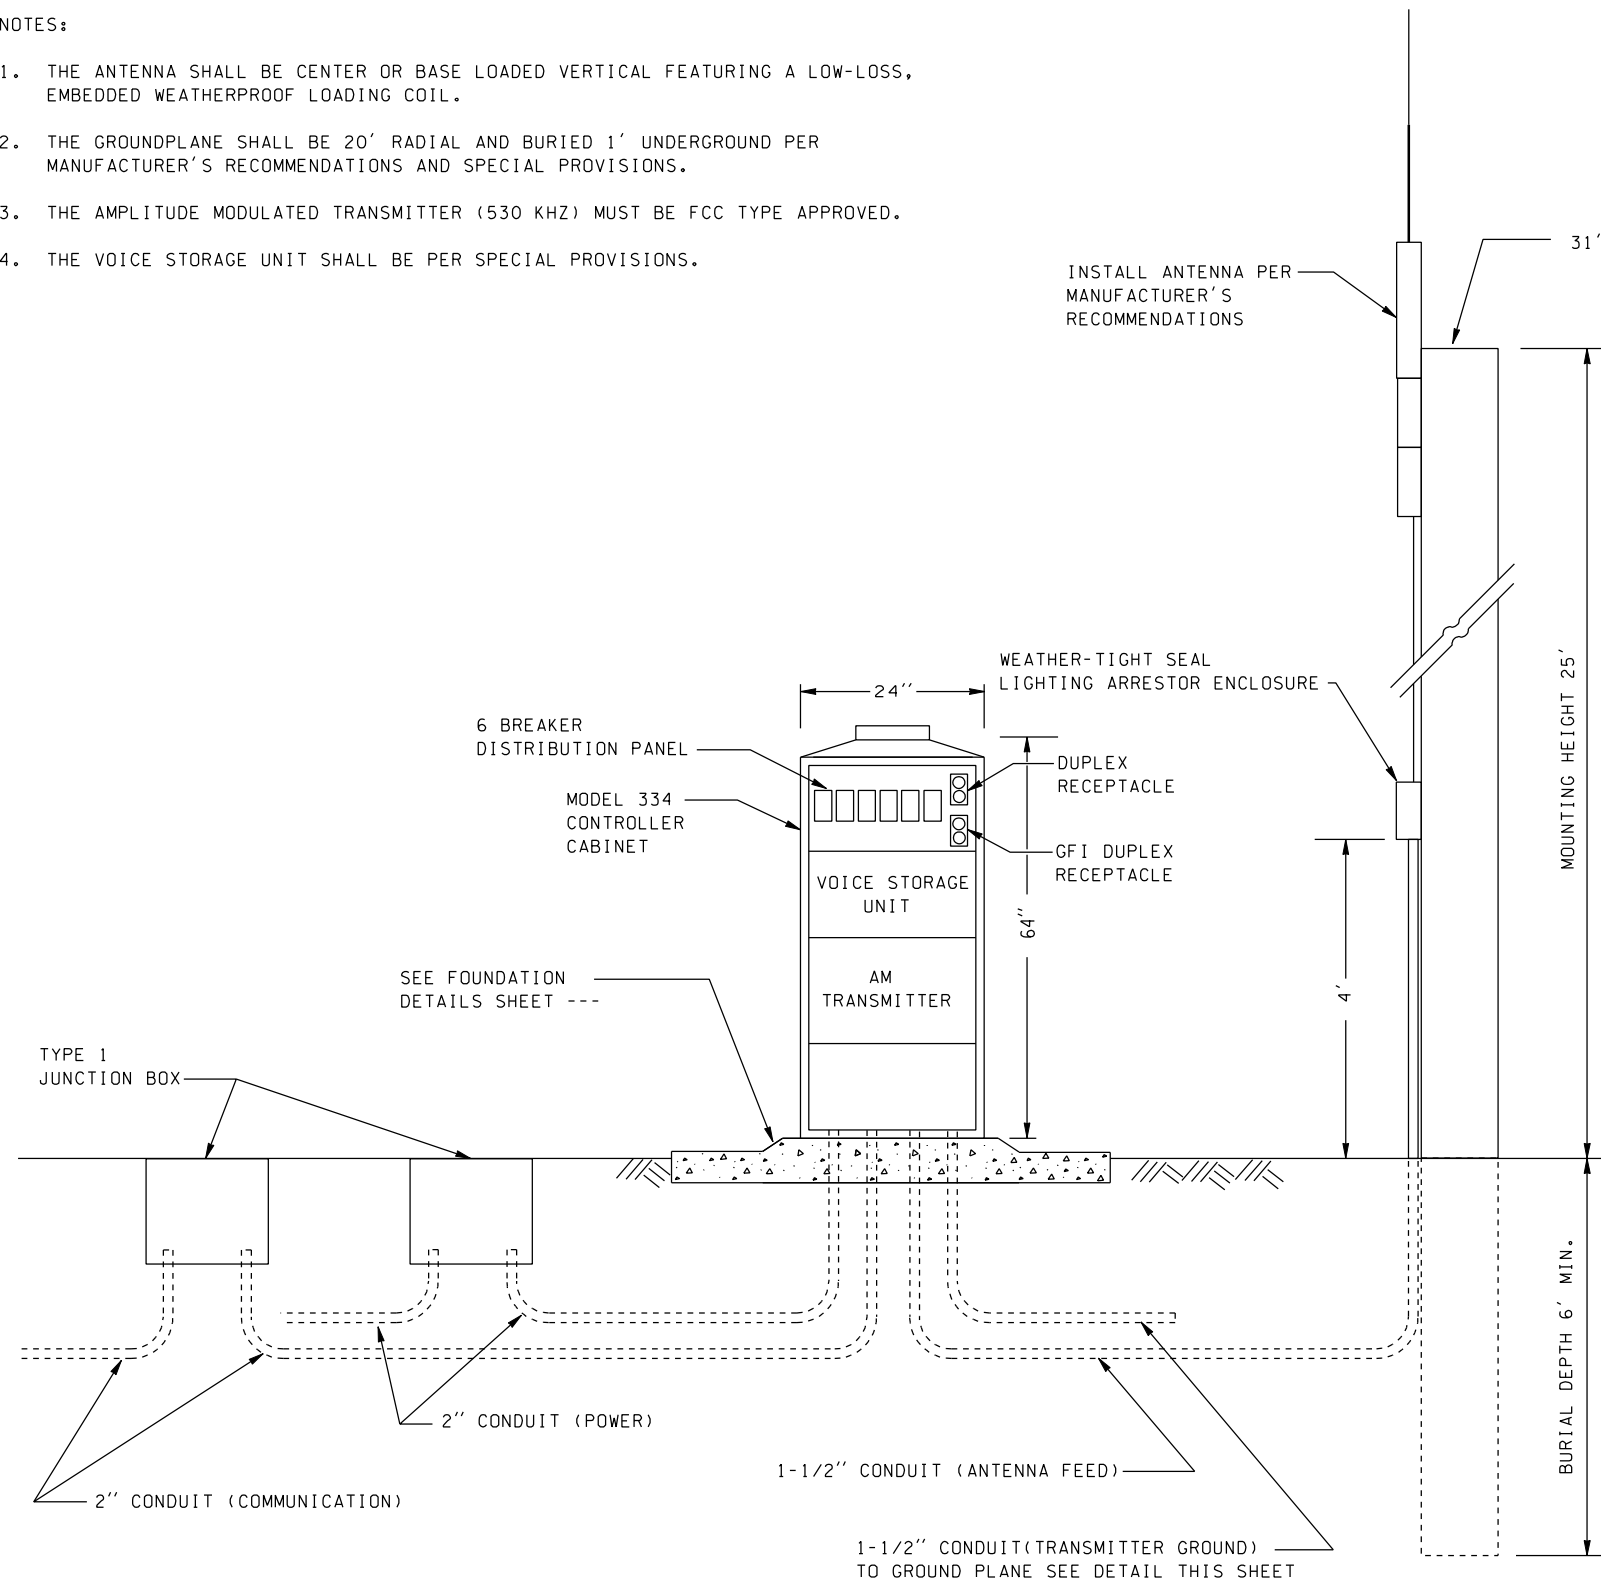 NOTES:
1. THE ANTENNA SHALL BE CENTER OR BASE LOADED VERTICAL FEATURING A LOW-LOSS,
EMBEDDED WEATHERPROOF LOADING COIL.
2. THE GROUNDPLANE SHALL BE 20' RADIAL AND BURIED 1' UNDERGROUND PER
MANUFACTURER'S RECOMMENDATIONS AND SPECIAL PROVISIONS.
3. THE AMPLITUDE MODULATED TRANSMITTER (530 KHZ) MUST BE FCC TYPE APPROVED.
4. THE VOICE STORAGE UNIT SHALL BE PER SPECIAL PROVISIONS.
31'
INSTALL ANTENNA PER
MANUFACTURER'S
RECOMMENDATIONS
WEATHER-TIGHT SEAL
LIGHTING ARRESTOR ENCLOSURE
MOUNTING HEIGHT 25'
24''
6 BREAKER
DISTRIBUTION PANEL
DUPLEX
RECEPTACLE
MODEL 334
CONTROLLER
CABINET
GFI DUPLEX
RECEPTACLE
VOICE STORAGE
UNIT
64''
AM
TRANSMITTER
SEE FOUNDATION
DETAILS SHEET ---
4'
TYPE 1
JUNCTION BOX
BURIAL DEPTH 6' MIN.
2'' CONDUIT (POWER)
1-1/2'' CONDUIT (ANTENNA FEED)
2'' CONDUIT (COMMUNICATION)
1-1/2'' CONDUIT(TRANSMITTER GROUND)
TO GROUND PLANE SEE DETAIL THIS SHEET